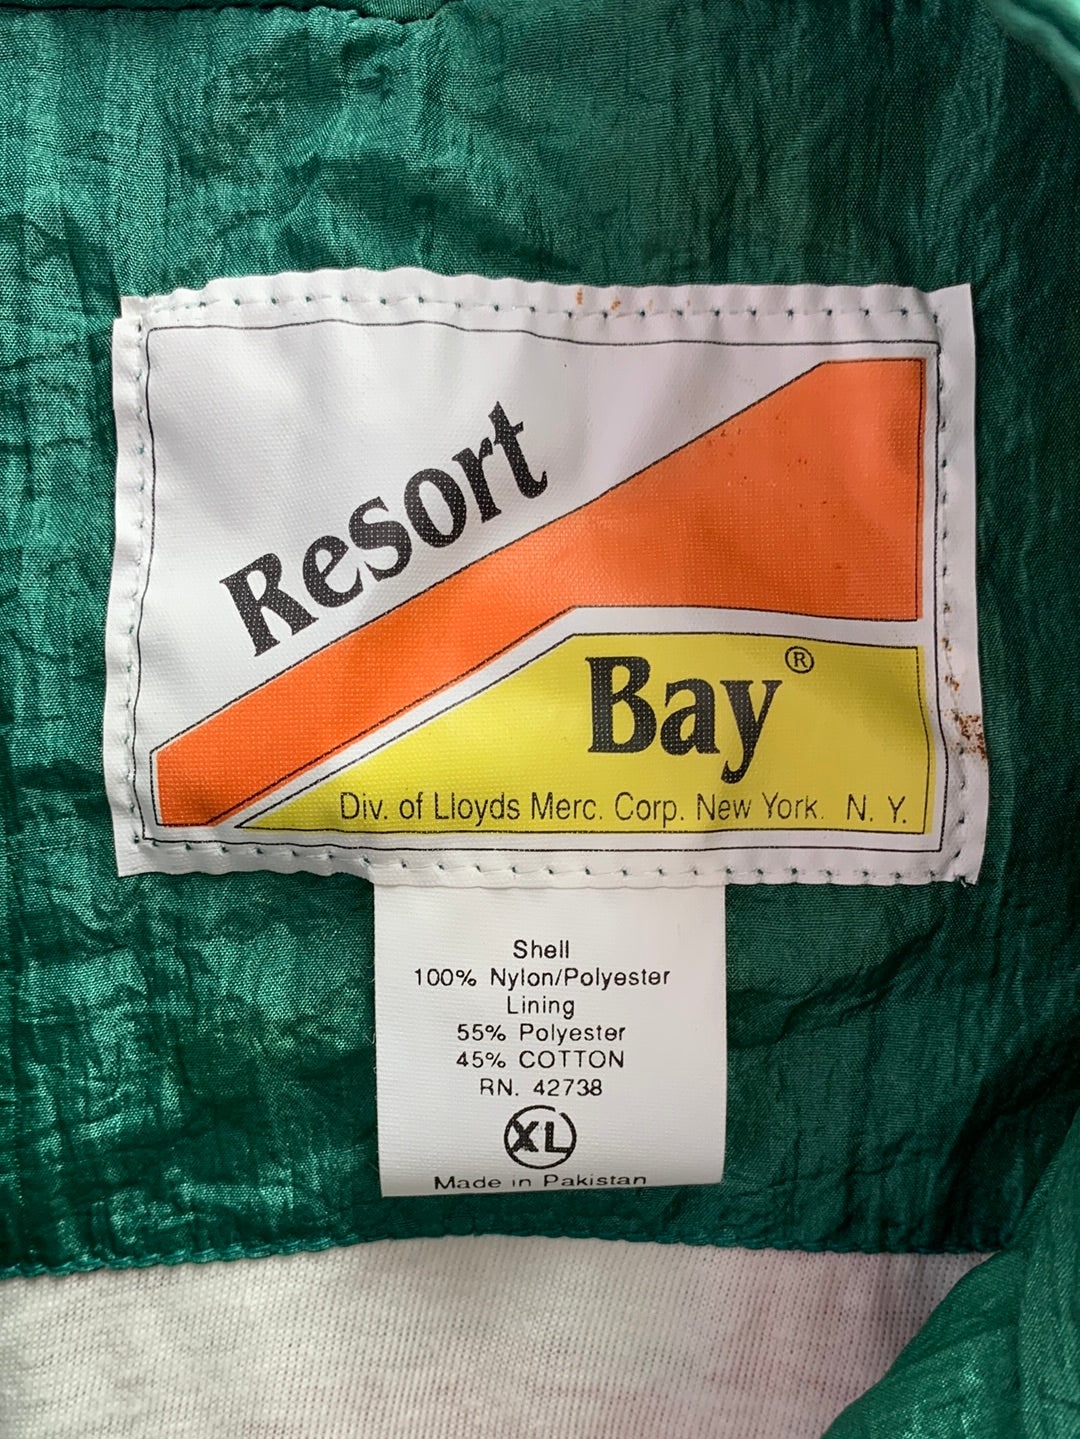 Resort
Bay®
Div. of Lloyds Merc. Corp. New York. N. Y.
Shell
100% Nylon/Polyester
Lining
55% Polyester
45% COTTON
RN. 42738
XL
Made in Pakistan